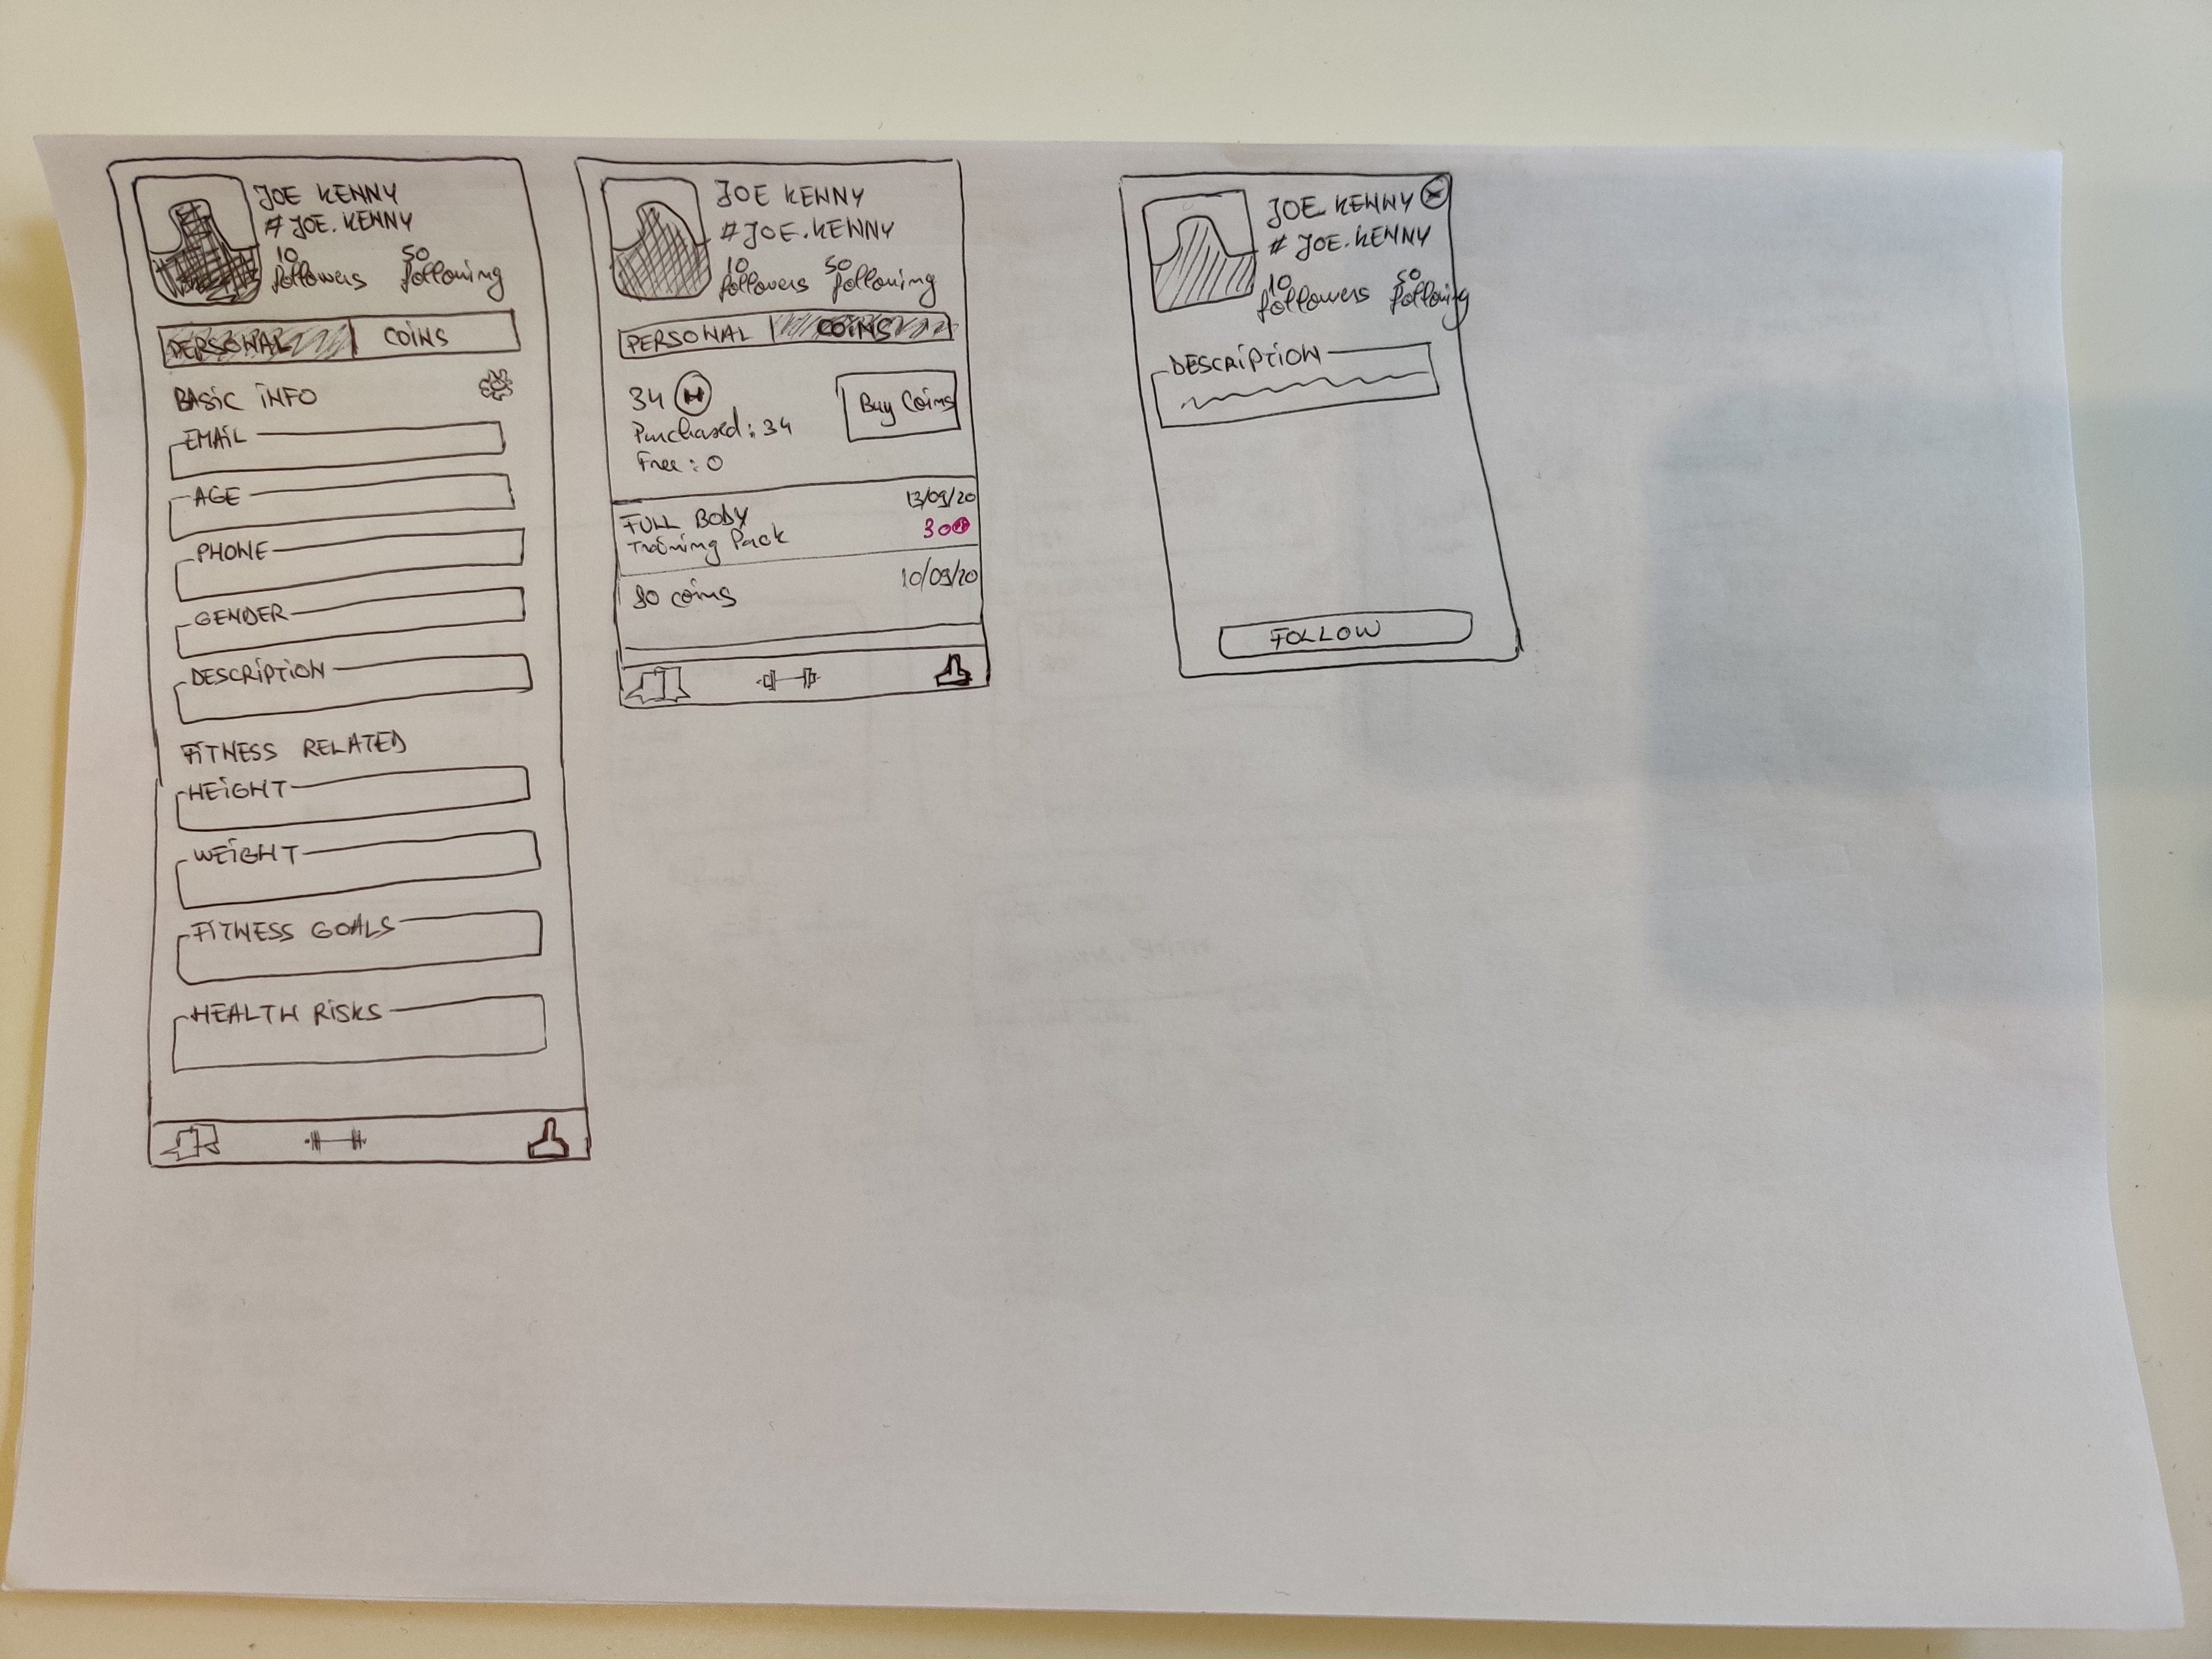 JOE KENNY
# JOE.KENNY
10 50
followers following
PERSONAL COINS
BASIC INFO
EMAIL
AGE
PHONE
GENDER
DESCRIPTION
FITNESS RELATED
HEIGHT
WEIGHT
FITNESS GOALS
HEALTH RISKS
JOE KENNY
# JOE.KENNY
10 50
followers following
PERSONAL COINS
34 H
Buy Coins
Purchased: 34
Free: 0
13/09/20
FULL BODY
30
Training Pack
10/09/20
80 coins
JOE KENNY X
# JOE.KENNY
10 50
followers following
DESCRIPTION
FOLLOW